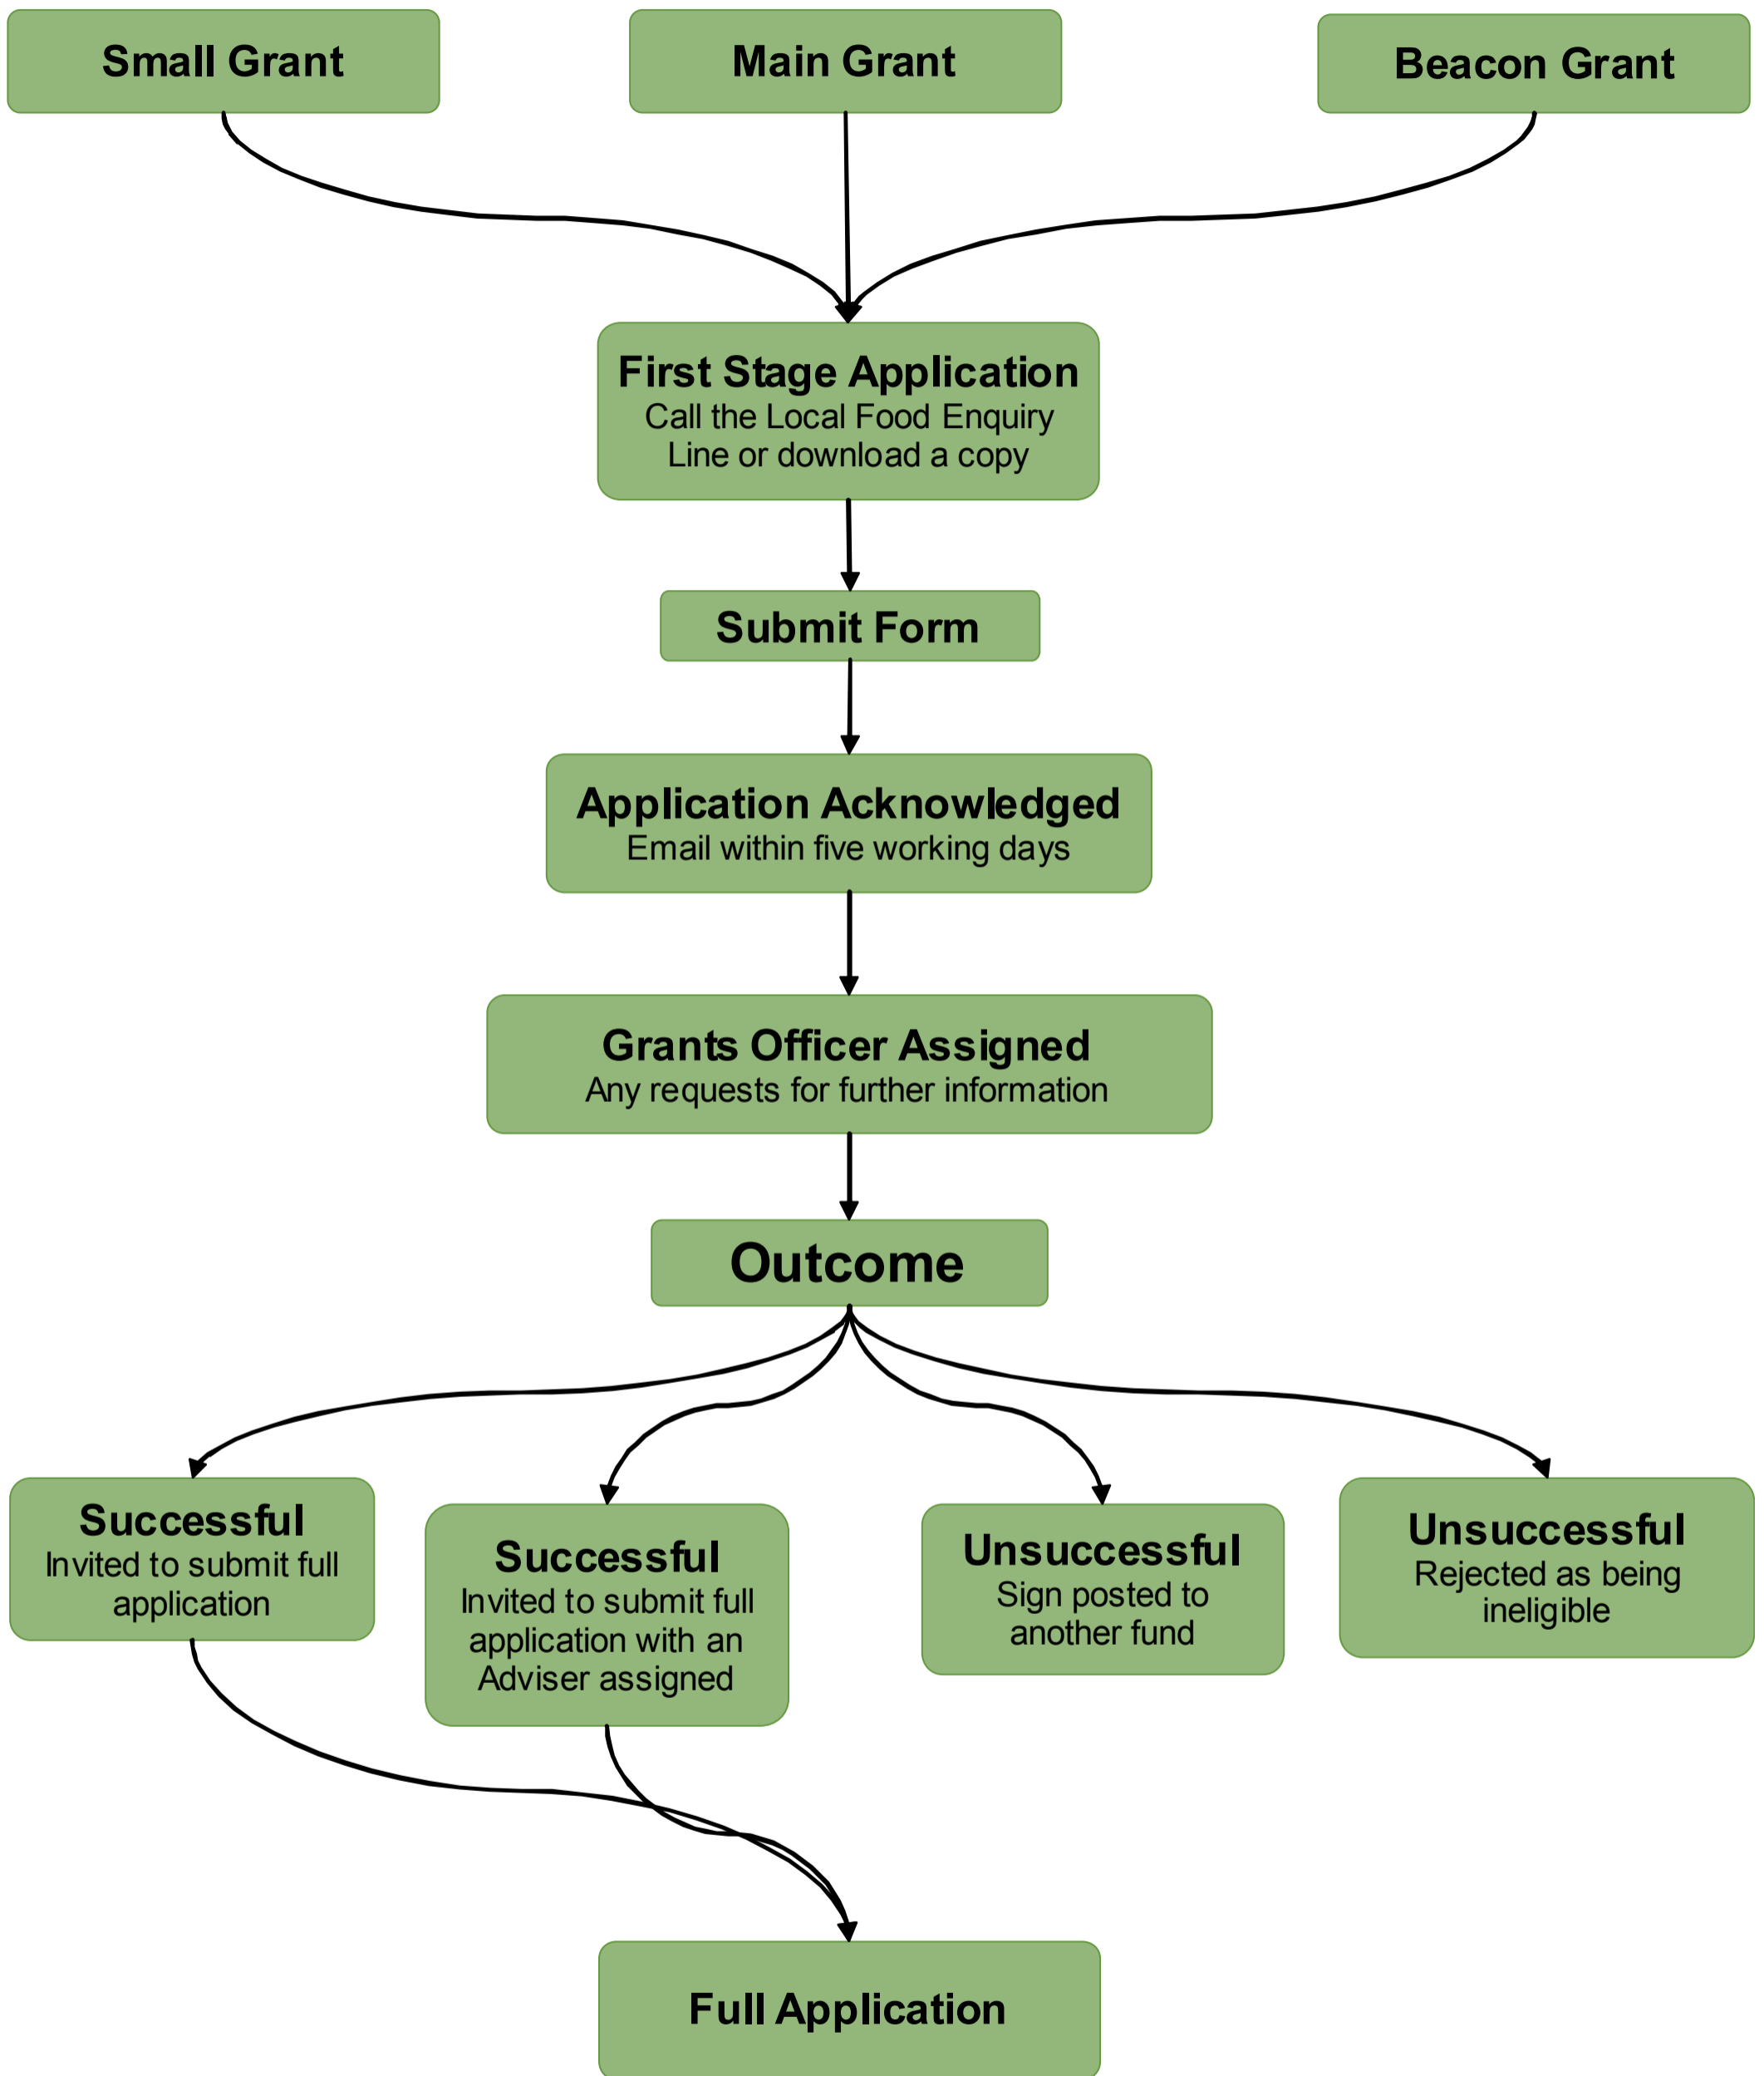 Small Grant
Main Grant
Beacon Grant
First Stage Application
Call the Local Food Enquiry
Line or download a copy
Submit Form
Application Acknowledged
Email within five working days
Grants Officer Assigned
Any requests for further information
Outcome
Successful
Invited to submit full
application
Successful
Invited to submit full
application with an
Adviser assigned
Unsuccessful
Sign posted to
another fund
Unsuccessful
Rejected as being
ineligible
Full Application